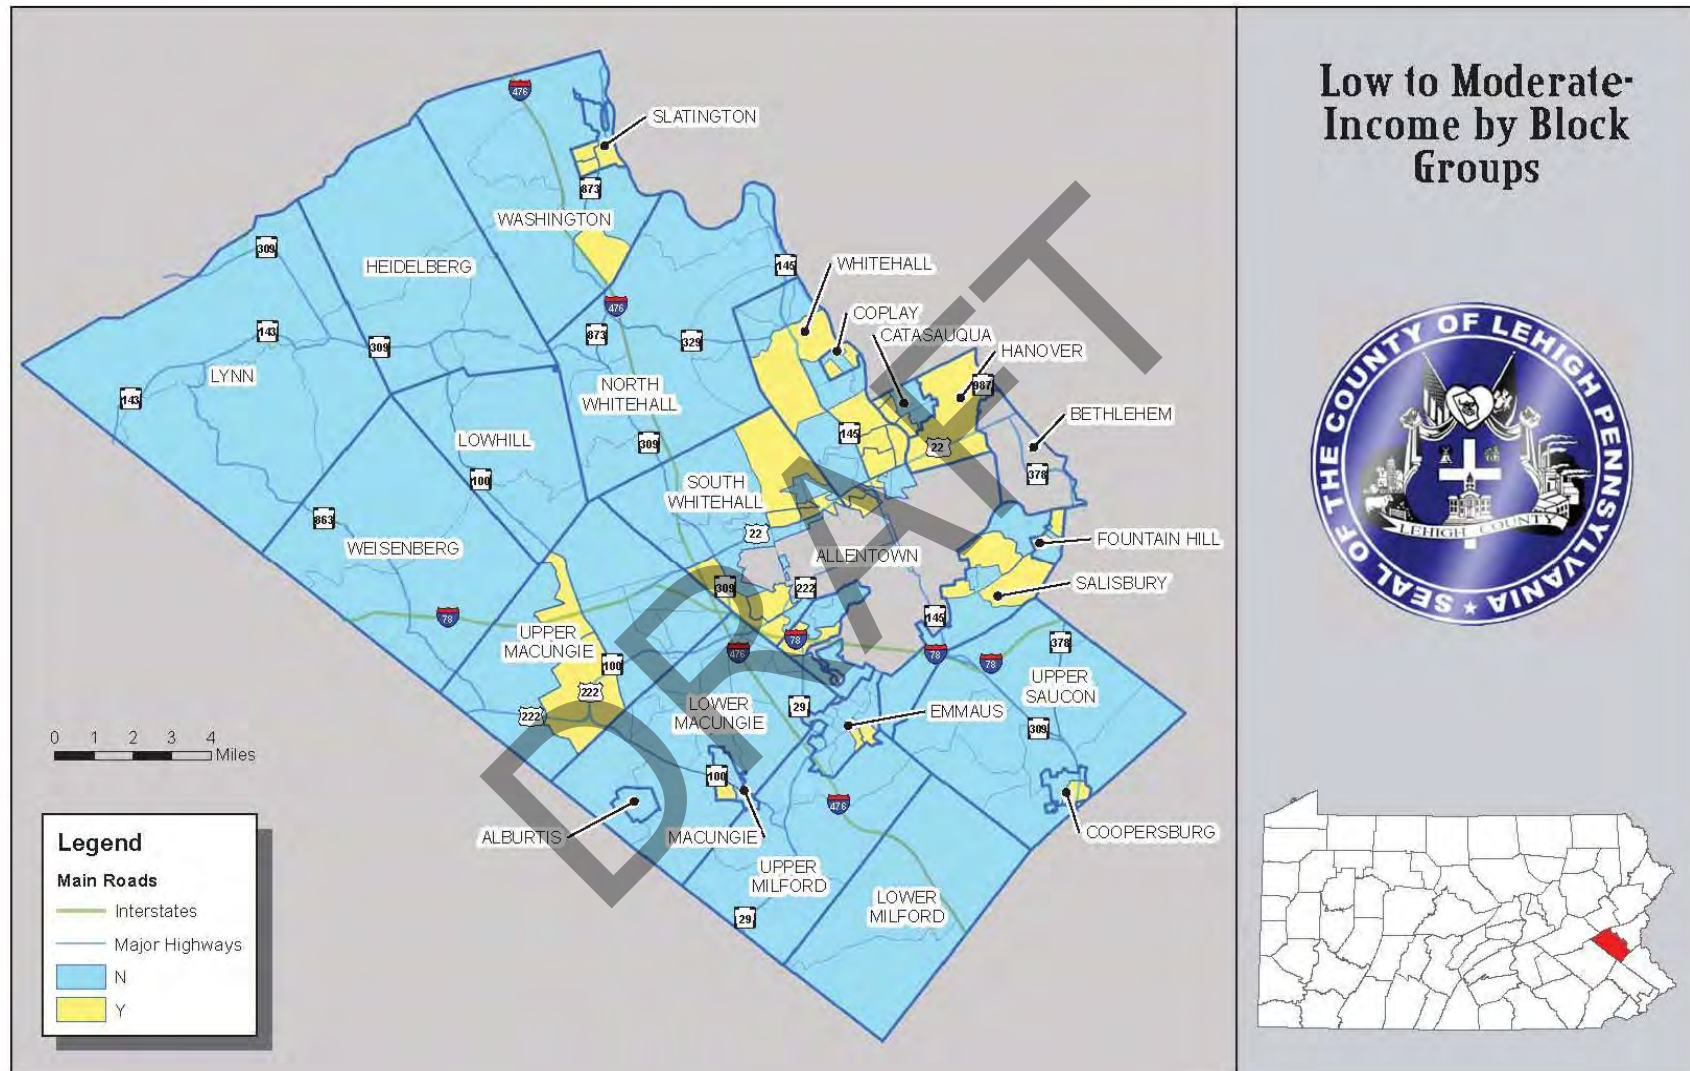 Low to Moderate-
Income by Block
Groups
476
SLATINGTON
873
WASHINGTON
309
HEIDELBERG
145
WHITEHALL
476
COPLAY
143
873
329
CATASAUQUA
309
HANOVER
LYNN
987
NORTH
WHITEHALL
143
BETHLEHEM
LOWHILL
309
145
22
100
378
SOUTH
WHITEHALL
863
22
WEISENBERG
ALLENTOWN
FOUNTAIN HILL
309
222
SALISBURY
78
145
UPPER
MACUNGIE
78
378
476
78
78
100
UPPER
SAUCON
222
LOWER
MACUNGIE
29
EMMAUS
222
309
100
476
ALBURTIS
MACUNGIE
COOPERSBURG
UPPER
MILFORD
LOWER
MILFORD
29
DRAFT
0 1 2 3 4
Miles
Legend
Main Roads
Interstates
Major Highways
N
Y
SEAL OF THE COUNTY OF LEHIGH PENNSYLVANIA ★
LEHIGH COUNTY